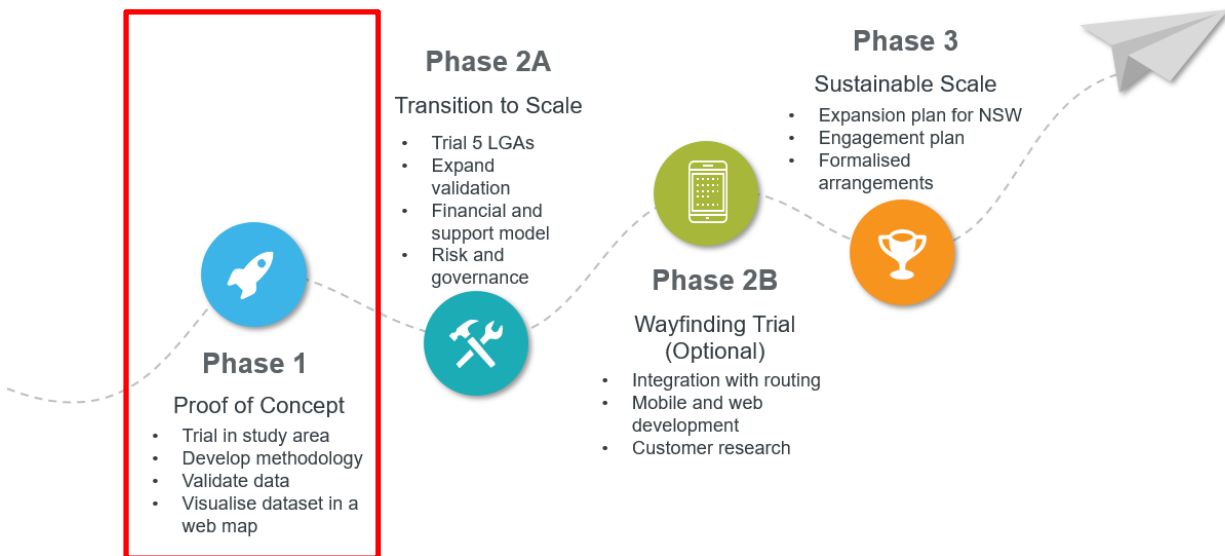 Phase 1
Proof of Concept
• Trial in study area
• Develop methodology
• Validate data
• Visualise dataset in a
web map
Phase 2A
Transition to Scale
• Trial 5 LGAs
• Expand
validation
• Financial and
support model
• Risk and
governance
Phase 2B
Wayfinding Trial
(Optional)
• Integration with routing
• Mobile and web
development
• Customer research
Phase 3
Sustainable Scale
• Expansion plan for NSW
• Engagement plan
• Formalised
arrangements